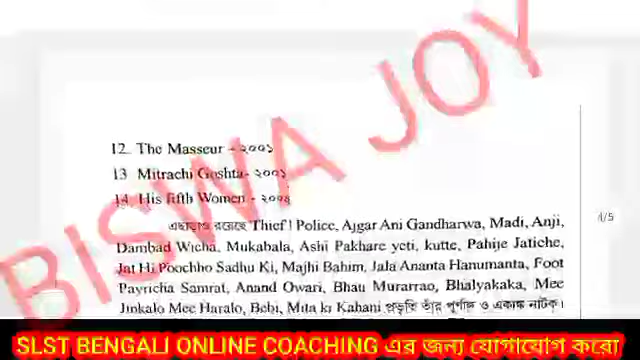 12. The Masseur - ২০০১
13 Mitrachi Goshta- ২০০১
14. His fifth Women - ২০০৪
এছাড়াও রয়েছে Thief ! Police, Ajgar Ani Gandharwa, Madi, Anji,
Dambad Wicha, Mukabala, Ashi Pakhare yeti, kutte, Pahije Jatiche,
Jat Hi Poochho Sadhu Ki, Majhi Bahim, Jala Ananta Hanumanta, Foot
Payricha Samrat, Anand Owari, Bhau Murarrao, Bhalyakaka, Mee
Jinkalo Mee Haralo, Bebi, Mita ki Kahani প্রভৃতি তাঁর পূর্ণাঙ্গ ও একাঙ্ক নাটক।
4/5
BISWA JOY
SLST BENGALI ONLINE COACHING এর জন্য যোগাযোগ করো